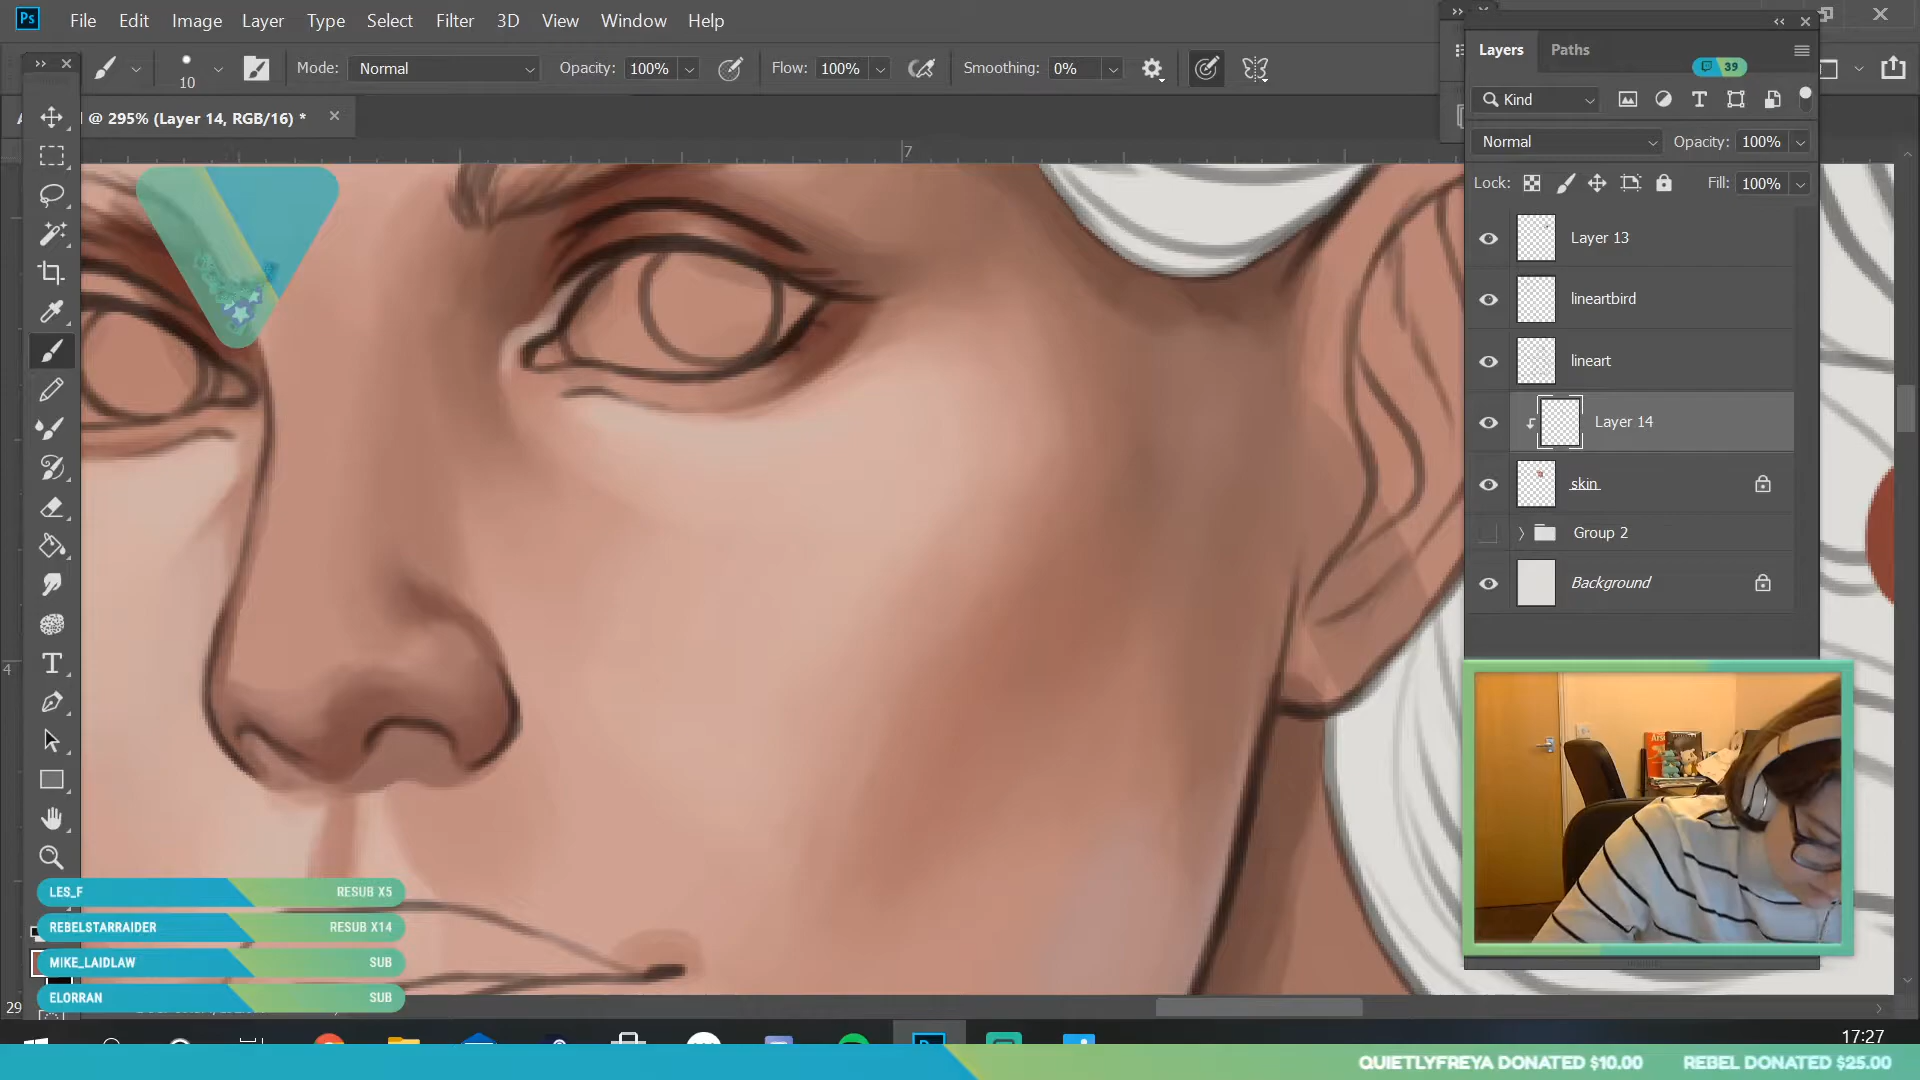 Ps File Edit Image Layer Type Select Filter 3D View Window Help
10 Mode: Normal Opacity: 100% Flow: 100% Smoothing: 0%
@ 295% (Layer 14, RGB/16) *
7
4
Layers Paths
39
Kind
Normal Opacity: 100%
Lock: Fill: 100%
Layer 13
lineartbird
lineart
Layer 14
skin
Group 2
Background
LES_F RESUB X5
REBELSTARRAIDER RESUB X14
MIKE_LAIDLAW SUB
ELORRAN SUB
29
17:27
QUIETLYFREYA DONATED $10.00 REBEL DONATED $25.00